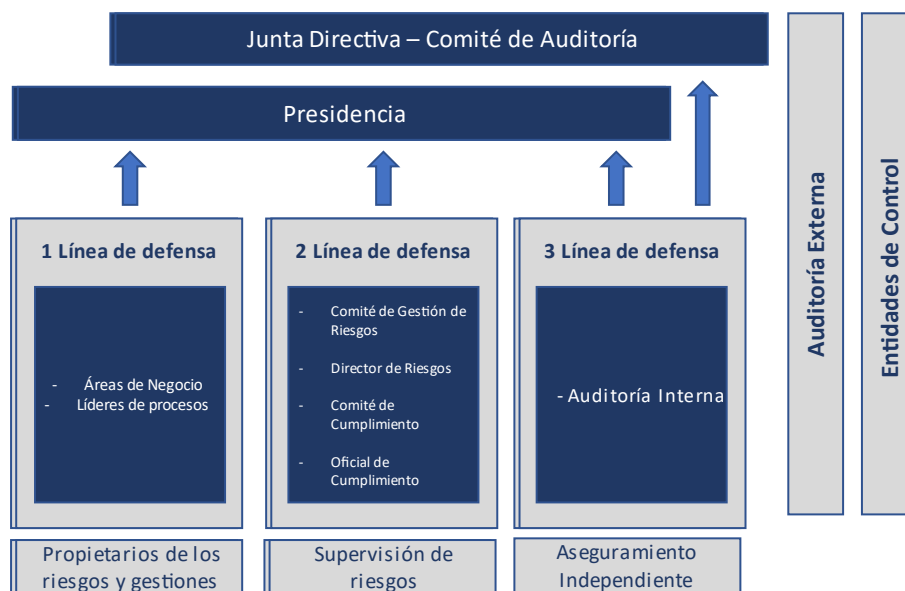 Junta Directiva – Comité de Auditoría
Presidencia
1 Línea de defensa
- Áreas de Negocio
- Líderes de procesos
Propietarios de los
riesgos y gestiones
2 Línea de defensa
- Comité de Gestión de
Riesgos
- Director de Riesgos
- Comité de
Cumplimiento
- Oficial de
Cumplimiento
Supervisión de
riesgos
3 Línea de defensa
- Auditoría Interna
Aseguramiento
Independiente
Auditoría Externa
Entidades de Control